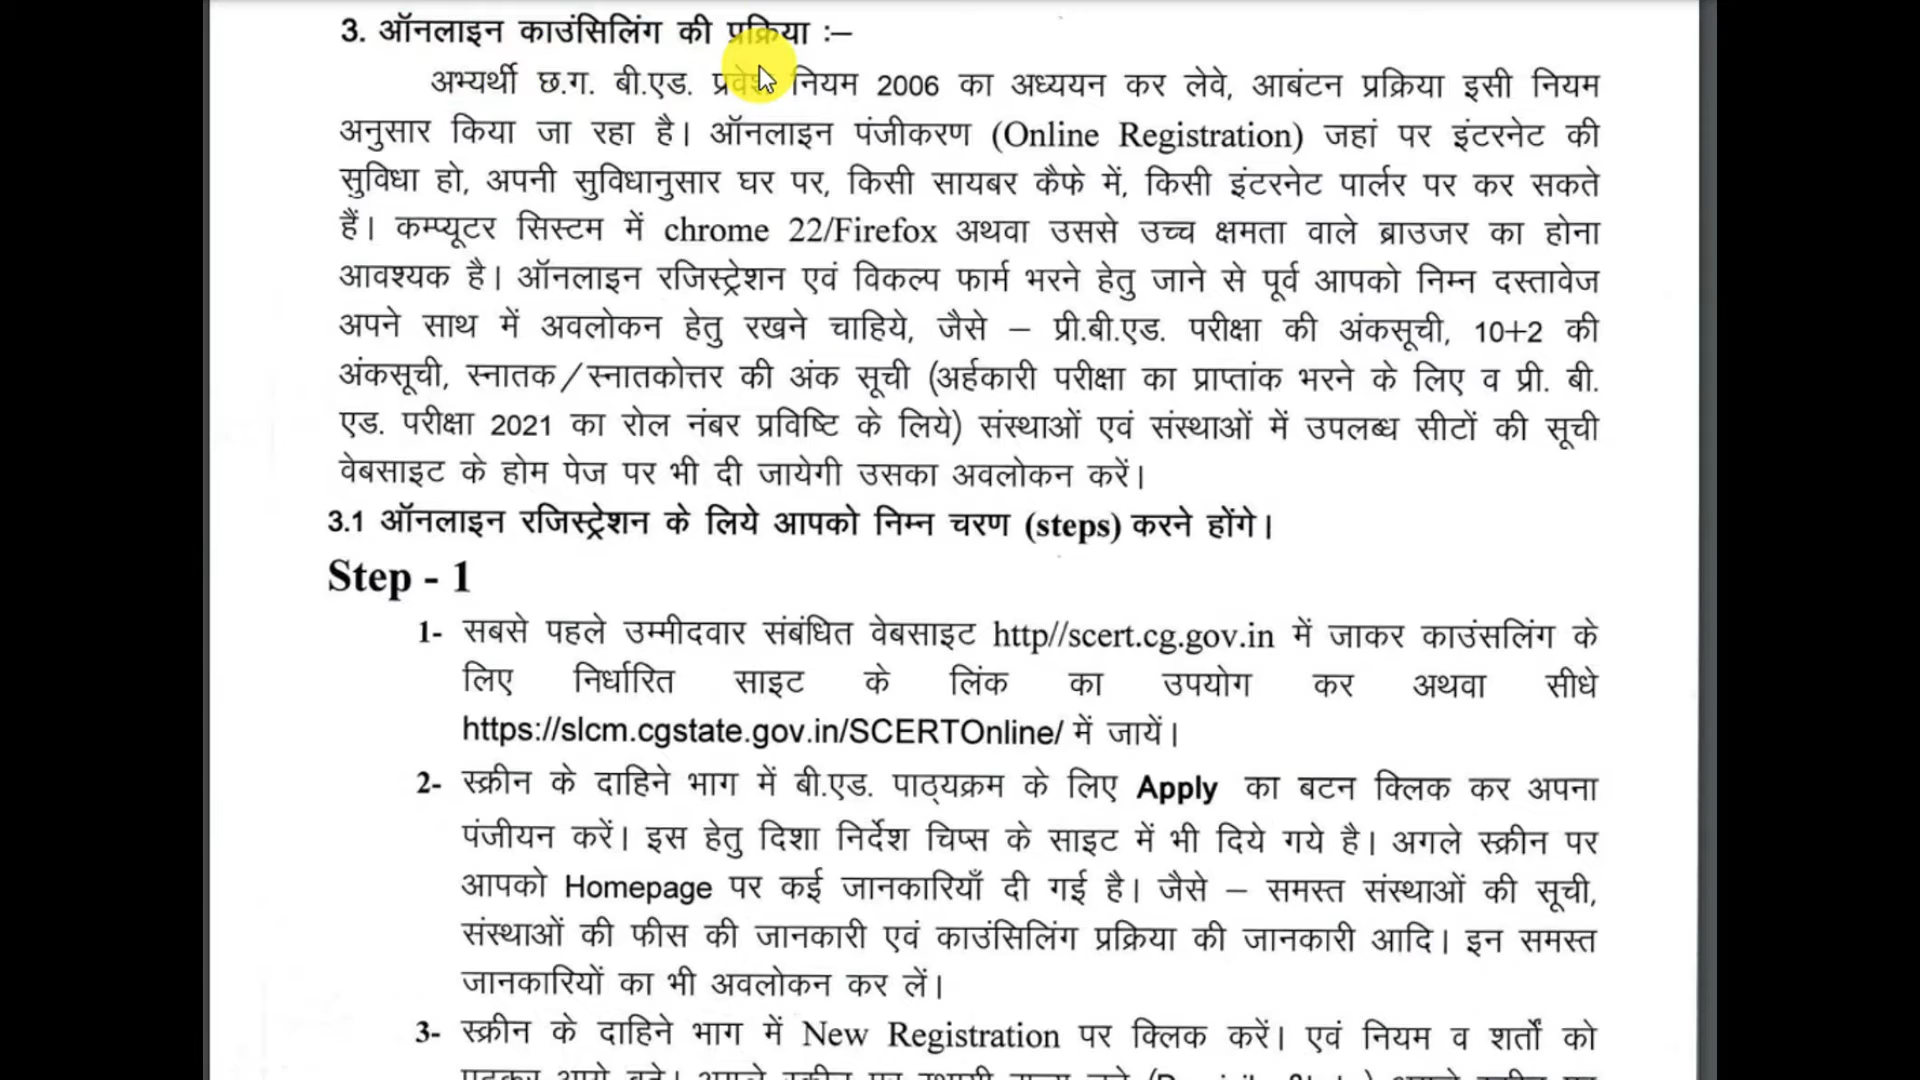 3. ऑनलाइन काउंसिलिंग की प्रक्रिया :–
अभ्यर्थी छ.ग. बी.एड. प्रवेश नियम 2006 का अध्ययन कर लेवे, आबंटन प्रक्रिया इसी नियम
अनुसार किया जा रहा है। ऑनलाइन पंजीकरण (Online Registration) जहां पर इंटरनेट की
सुविधा हो, अपनी सुविधानुसार घर पर, किसी सायबर कैफे में, किसी इंटरनेट पार्लर पर कर सकते
हैं। कम्प्यूटर सिस्टम में chrome 22/Firefox अथवा उससे उच्च क्षमता वाले ब्राउजर का होना
आवश्यक है। ऑनलाइन रजिस्ट्रेशन एवं विकल्प फार्म भरने हेतु जाने से पूर्व आपको निम्न दस्तावेज
अपने साथ में अवलोकन हेतु रखने चाहिये, जैसे – प्री.बी.एड. परीक्षा की अंकसूची, 10+2 की
अंकसूची, स्नातक/स्नातकोत्तर की अंक सूची (अर्हकारी परीक्षा का प्राप्तांक भरने के लिए व प्री. बी.
एड. परीक्षा 2021 का रोल नंबर प्रविष्टि के लिये) संस्थाओं एवं संस्थाओं में उपलब्ध सीटों की सूची
वेबसाइट के होम पेज पर भी दी जायेगी उसका अवलोकन करें।
3.1 ऑनलाइन रजिस्ट्रेशन के लिये आपको निम्न चरण (steps) करने होंगे।
Step - 1
1- सबसे पहले उम्मीदवार संबंधित वेबसाइट http//scert.cg.gov.in में जाकर काउंसलिंग के
लिए निर्धारित साइट के लिंक का उपयोग कर अथवा सीधे
https://slcm.cgstate.gov.in/SCERTOnline/ में जायें।
2- स्क्रीन के दाहिने भाग में बी.एड. पाठ्यक्रम के लिए Apply का बटन क्लिक कर अपना
पंजीयन करें। इस हेतु दिशा निर्देश चिप्स के साइट में भी दिये गये है। अगले स्क्रीन पर
आपको Homepage पर कई जानकारियाँ दी गई है। जैसे – समस्त संस्थाओं की सूची,
संस्थाओं की फीस की जानकारी एवं काउंसिलिंग प्रक्रिया की जानकारी आदि। इन समस्त
जानकारियों का भी अवलोकन कर लें।
3- स्क्रीन के दाहिने भाग में New Registration पर क्लिक करें। एवं नियम व शर्तों को